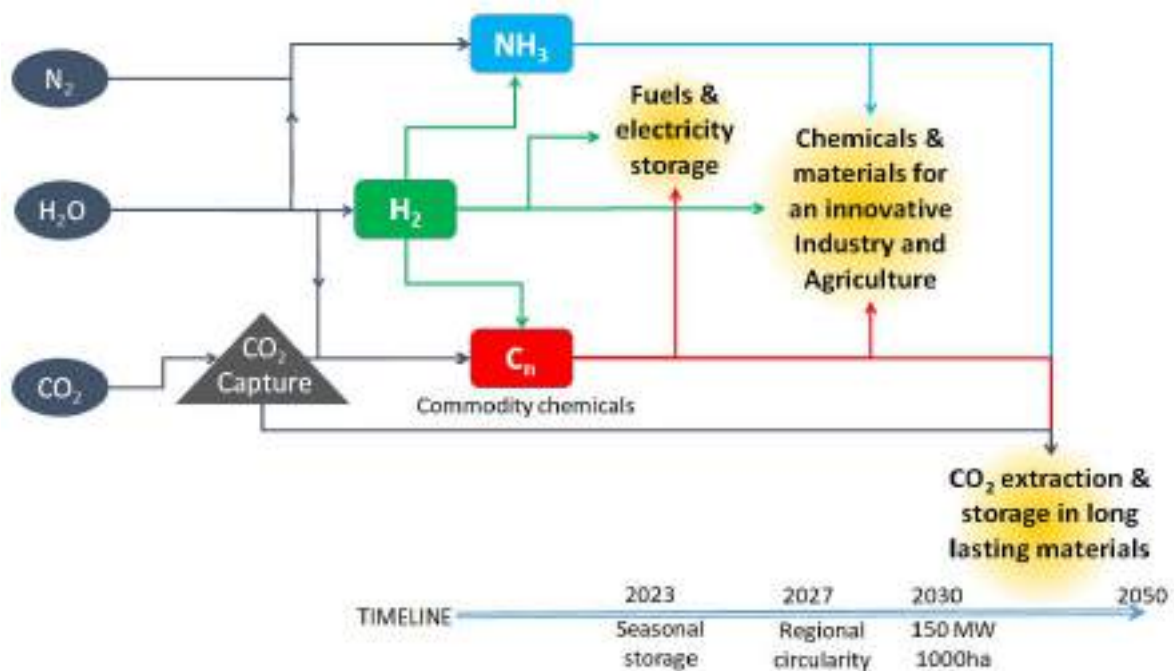 NH₃
N₂
Fuels &
electricity
storage
Chemicals &
materials for
an innovative
Industry and
Agriculture
H₂O
H₂
CO₂
CO₂
Capture
Cₙ
Commodity chemicals
CO₂ extraction &
storage in long
lasting materials
TIMELINE
2023
2027
2030
2050
Seasonal
storage
Regional
circularity
150 MW
1000ha